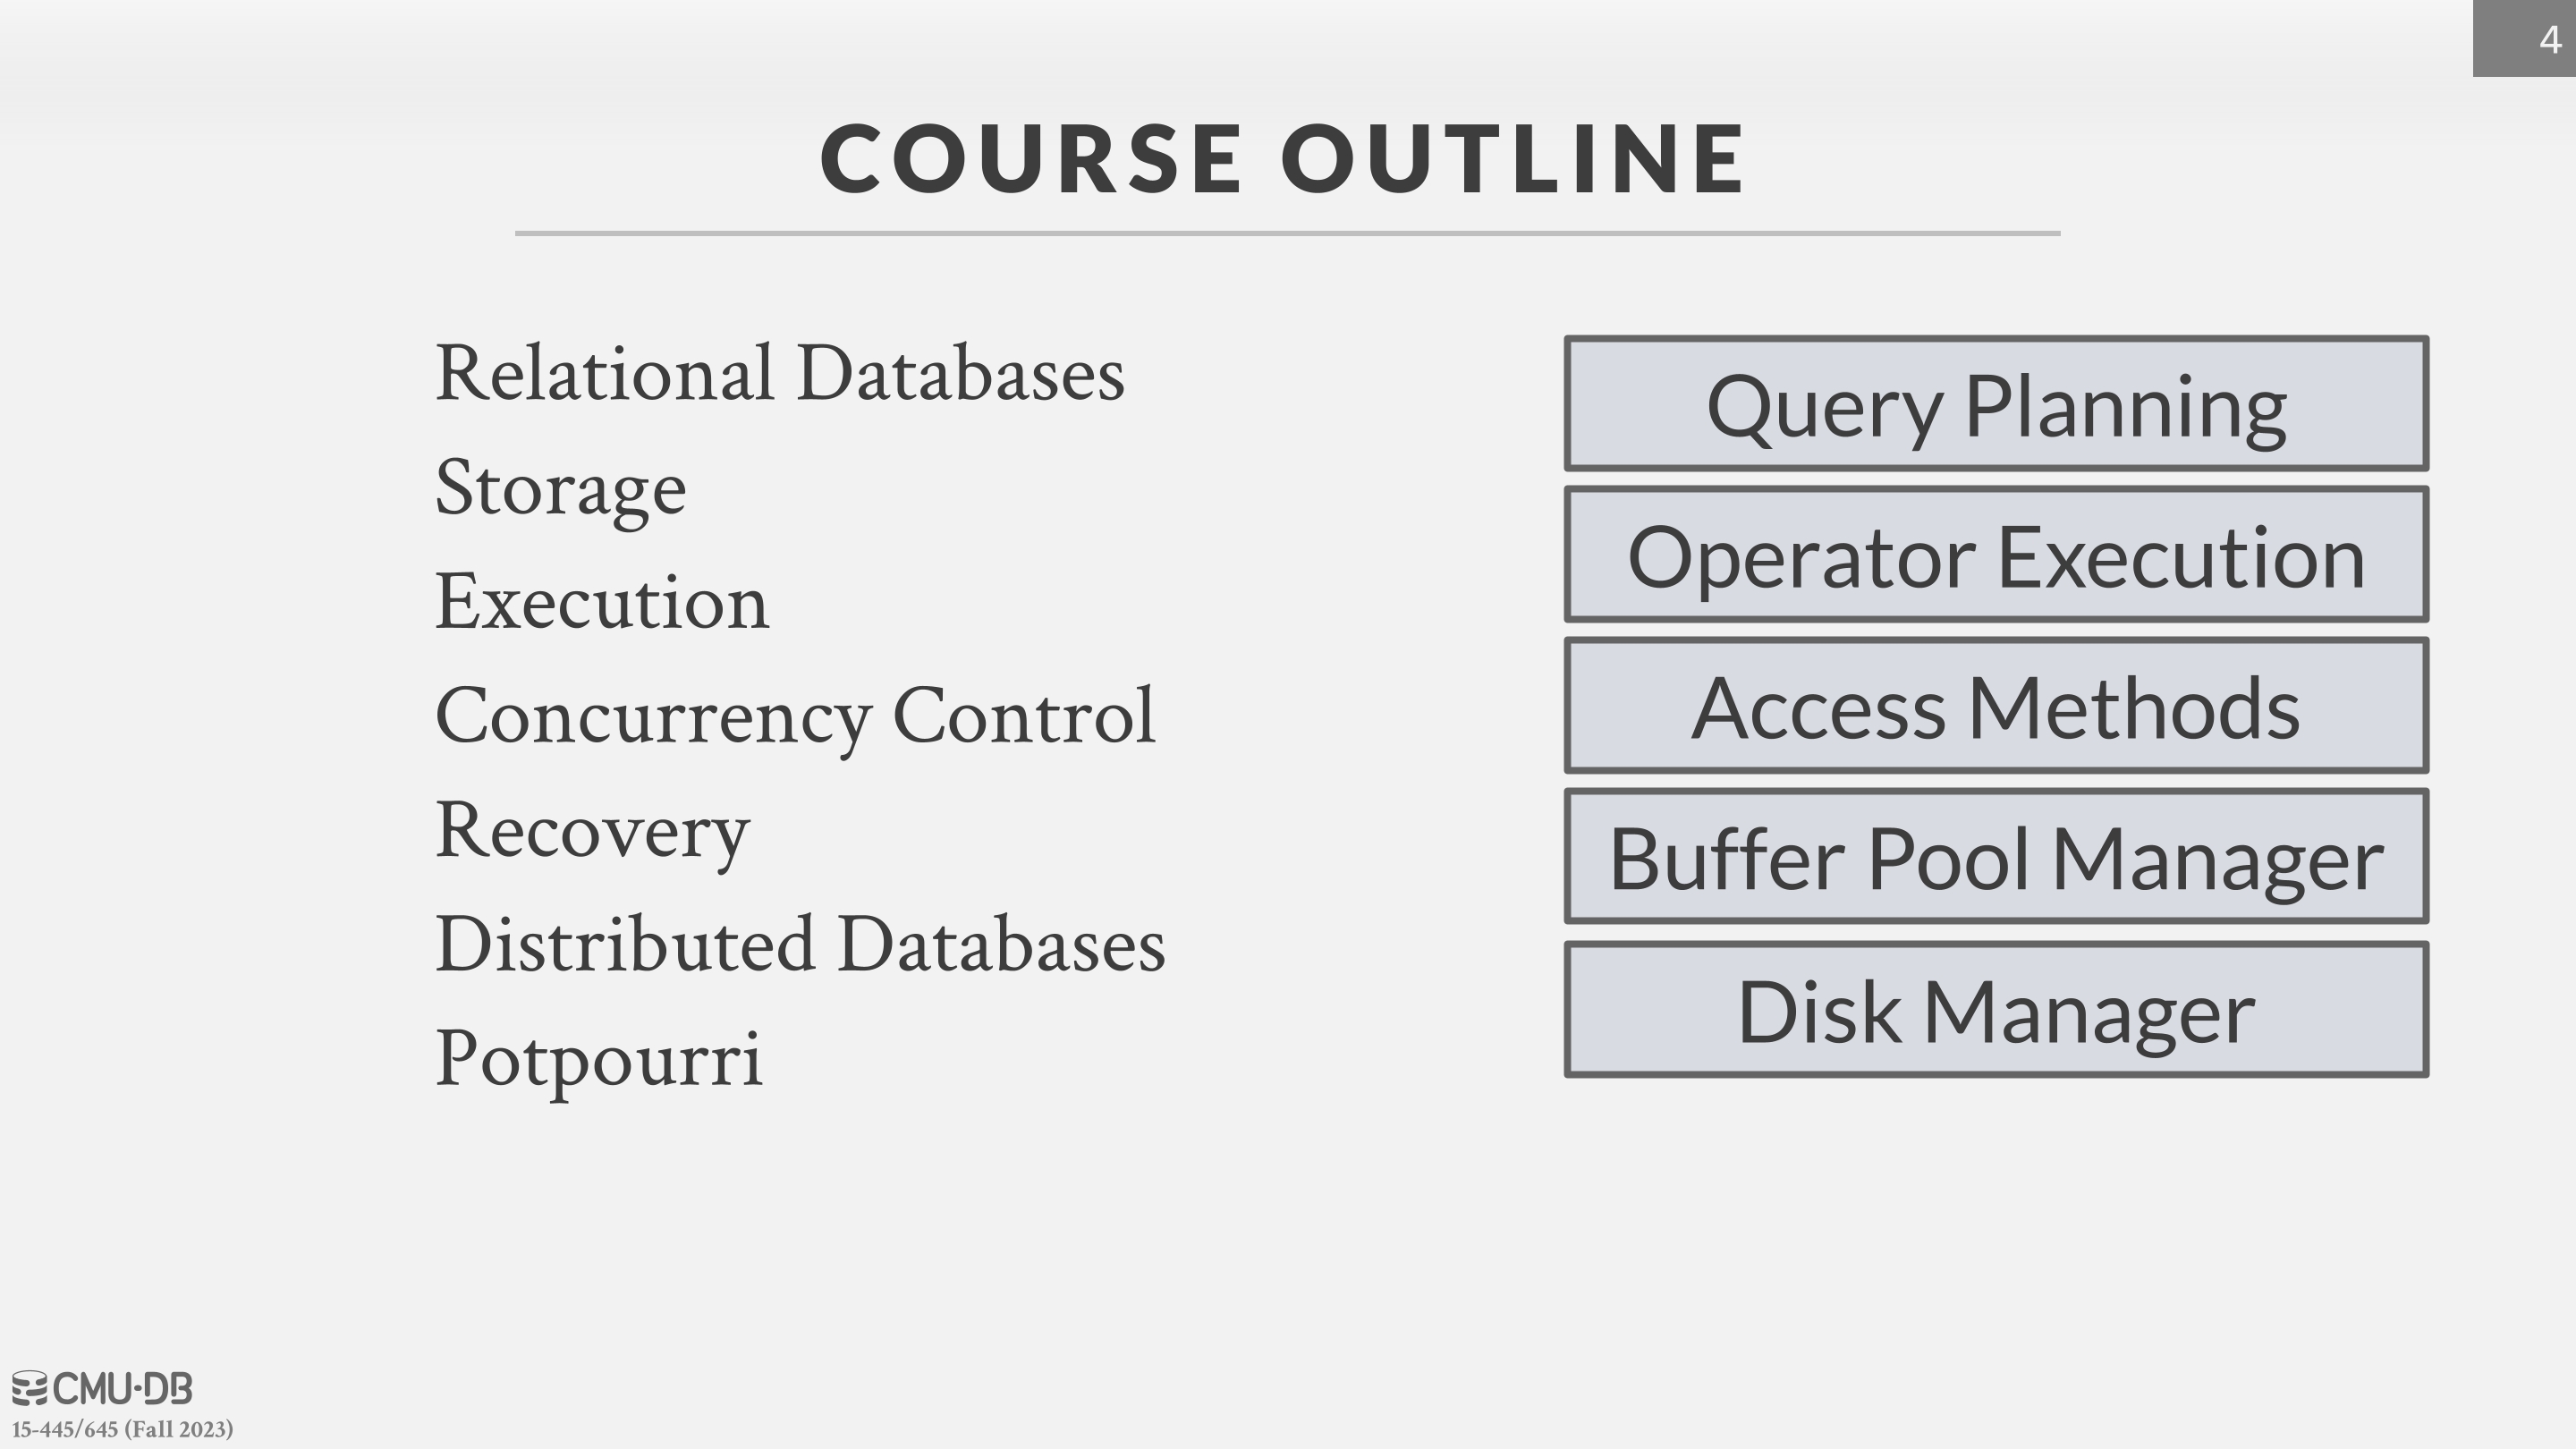 4
COURSE OUTLINE
Relational Databases
Storage
Execution
Concurrency Control
Recovery
Distributed Databases
Potpourri
Query Planning
Operator Execution
Access Methods
Buffer Pool Manager
Disk Manager
CMU·DB
15-445/645 (Fall 2023)